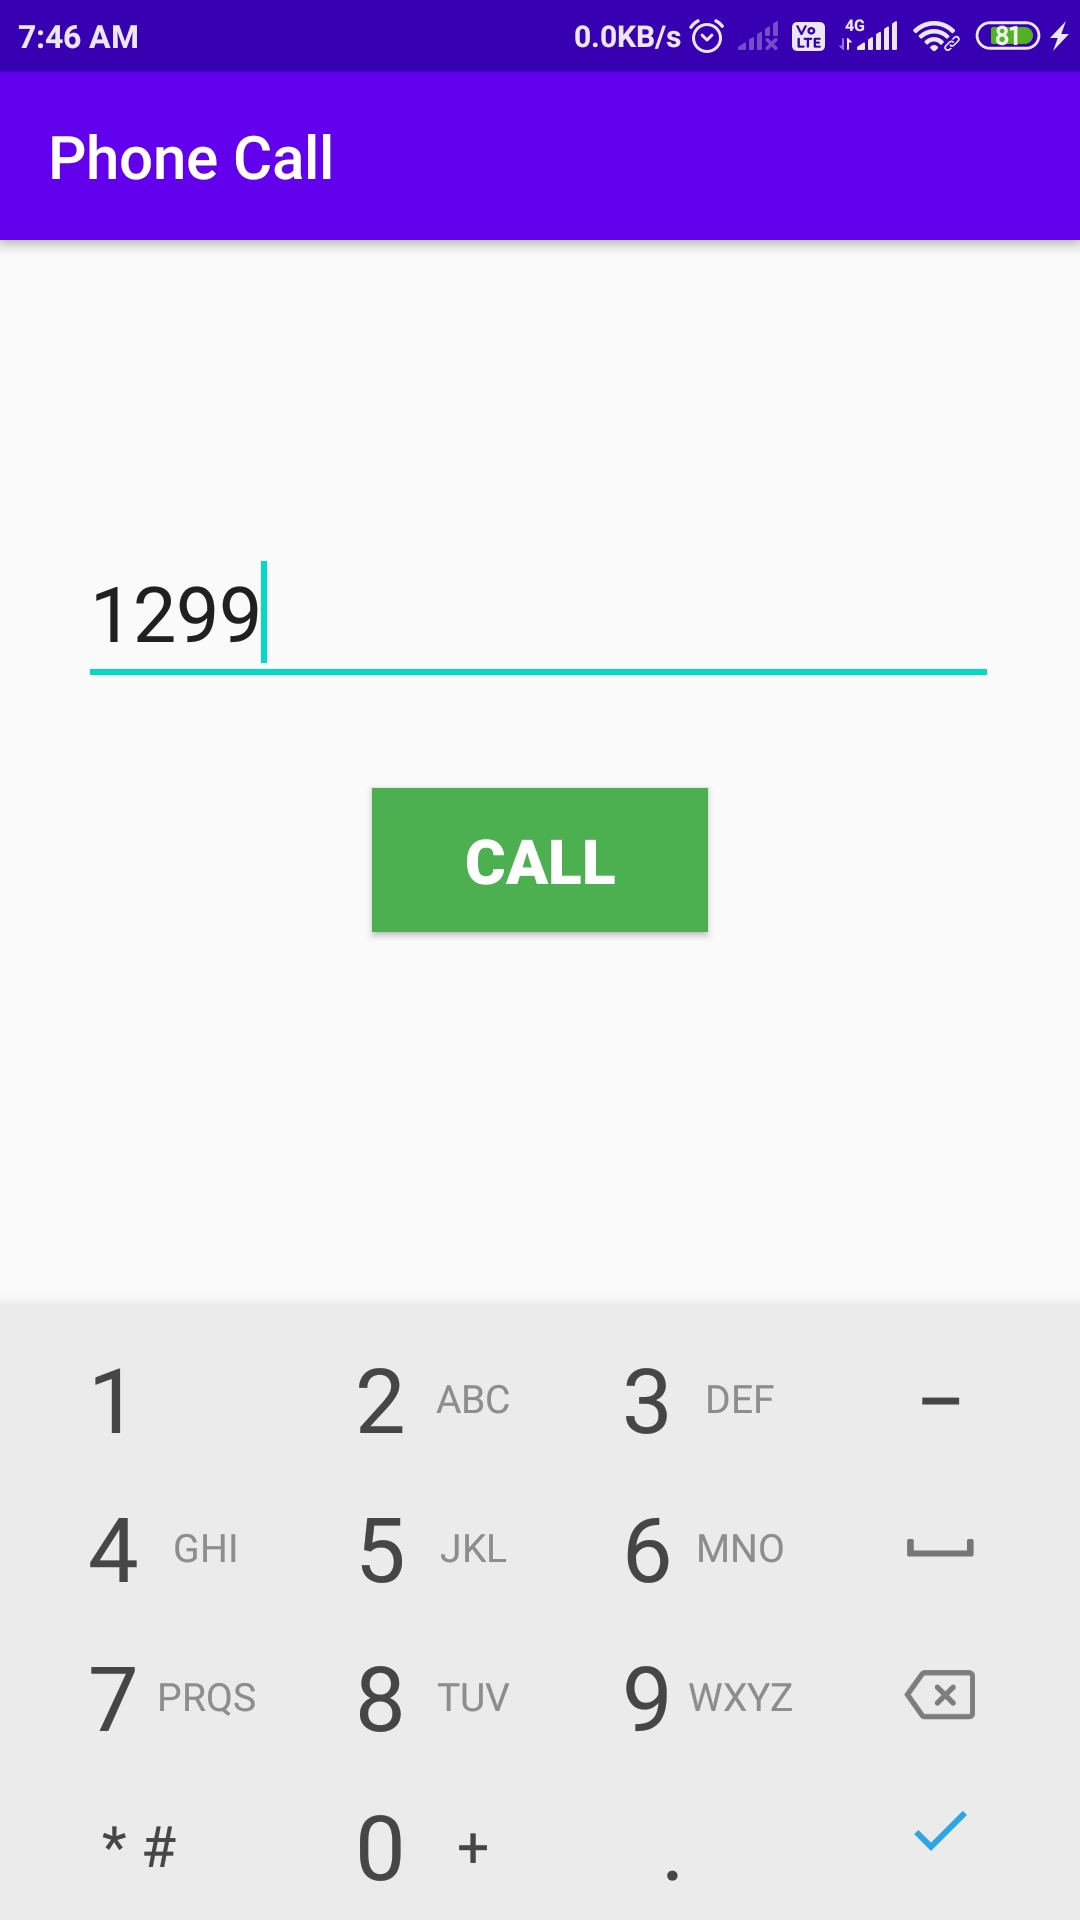 7:46 AM 0.0KB/s Vo LTE 4G 81
Phone Call
1299
CALL
1 2 ABC 3 DEF –
4 GHI 5 JKL 6 MNO
7 PRQS 8 TUV 9 WXYZ
* # 0 + .